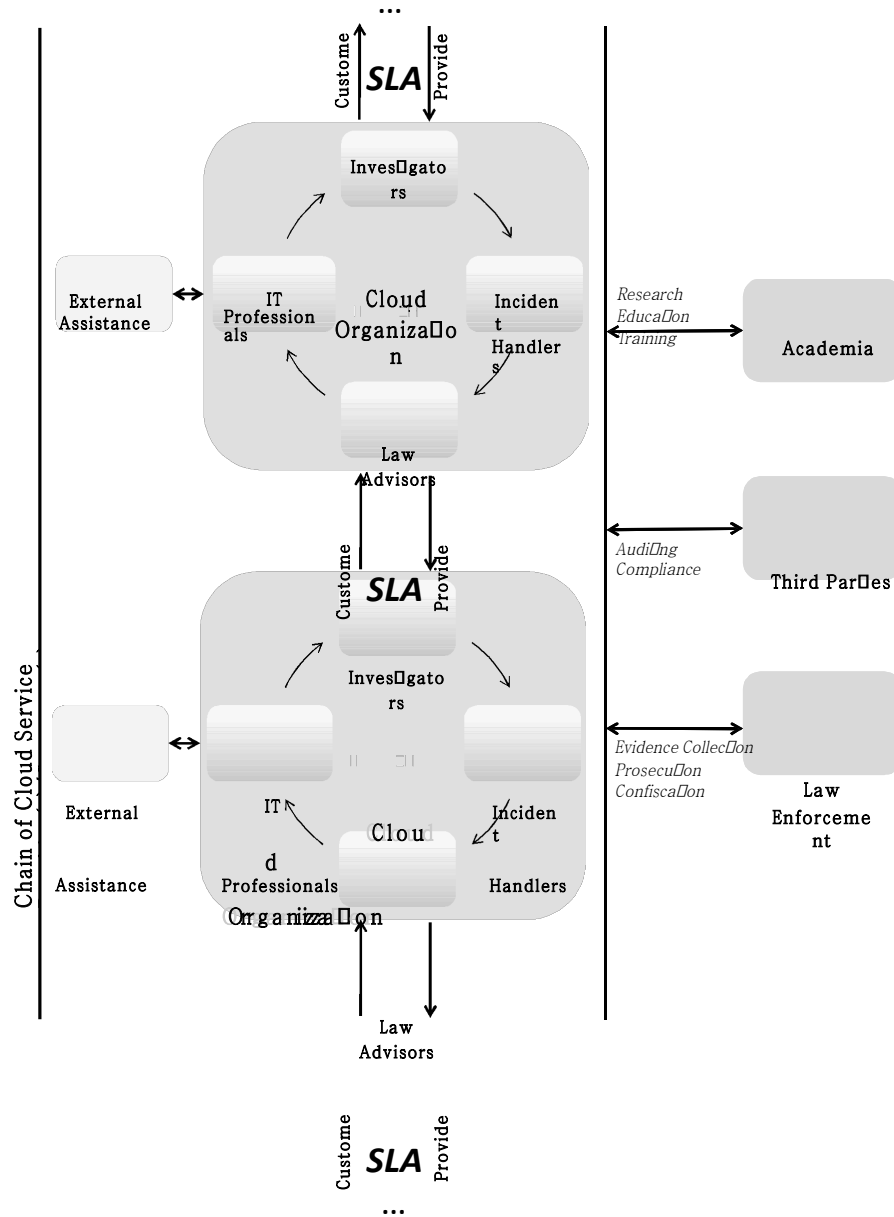 ...
Custome
SLA
Provide
Inves▯gato
rs
IT
Profession
als
Cloud
Organiza▯o
n
Inciden
t
Handler
s
External
Assistance
Law
Advisors
Research
Educa▯on
Training
Academia
Custome
SLA
Provide
Audi▯ng
Compliance
Third Par▯es
Inves▯gato
rs
Chain of Cloud Service
Evidence Collec▯on
Prosecu▯on
Confisca▯on
Law
Enforceme
nt
External
Assistance
IT
Professionals
Inciden
t
Handlers
Clou
d
Organiza▯on
Law
Advisors
Custome
SLA
Provide
...